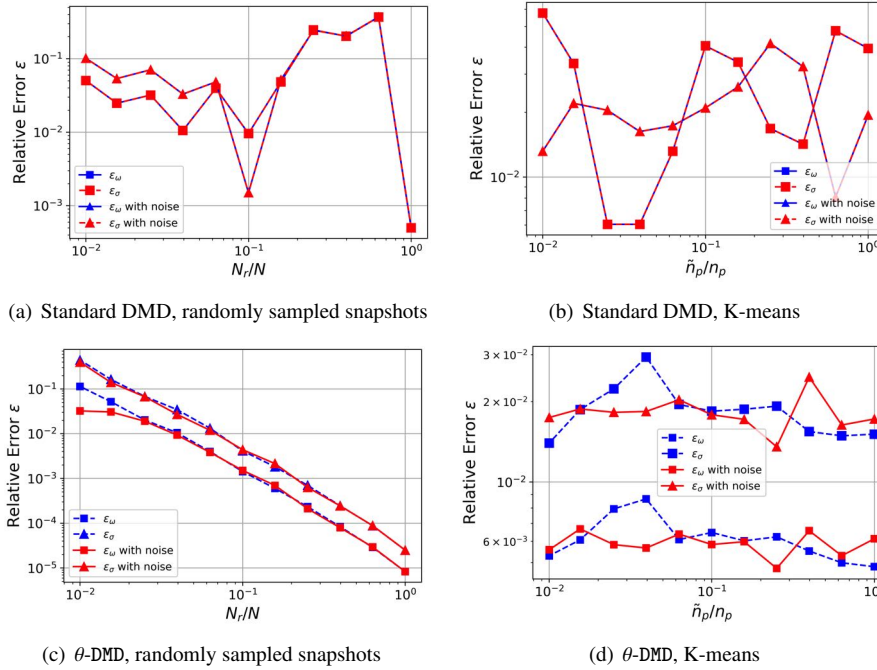 Relative Error ε
10⁻¹
10⁻²
10⁻³
ε_ω
ε_σ
ε_ω with noise
ε_σ with noise
10⁻² 10⁻¹ 10⁰
N_r/N
(a) Standard DMD, randomly sampled snapshots
Relative Error ε
10⁻²
ε_ω
ε_σ
ε_ω with noise
ε_σ with noise
10⁻² 10⁻¹ 10⁰
ñ_p/n_p
(b) Standard DMD, K-means
Relative Error ε
10⁻¹
10⁻²
10⁻³
10⁻⁴
10⁻⁵
ε_ω
ε_σ
ε_ω with noise
ε_σ with noise
10⁻² 10⁻¹ 10⁰
N_r/N
(c) θ-DMD, randomly sampled snapshots
Relative Error ε
3 × 10⁻²
2 × 10⁻²
10⁻²
6 × 10⁻³
ε_ω
ε_σ
ε_ω with noise
ε_σ with noise
10⁻² 10⁻¹ 10⁰
ñ_p/n_p
(d) θ-DMD, K-means